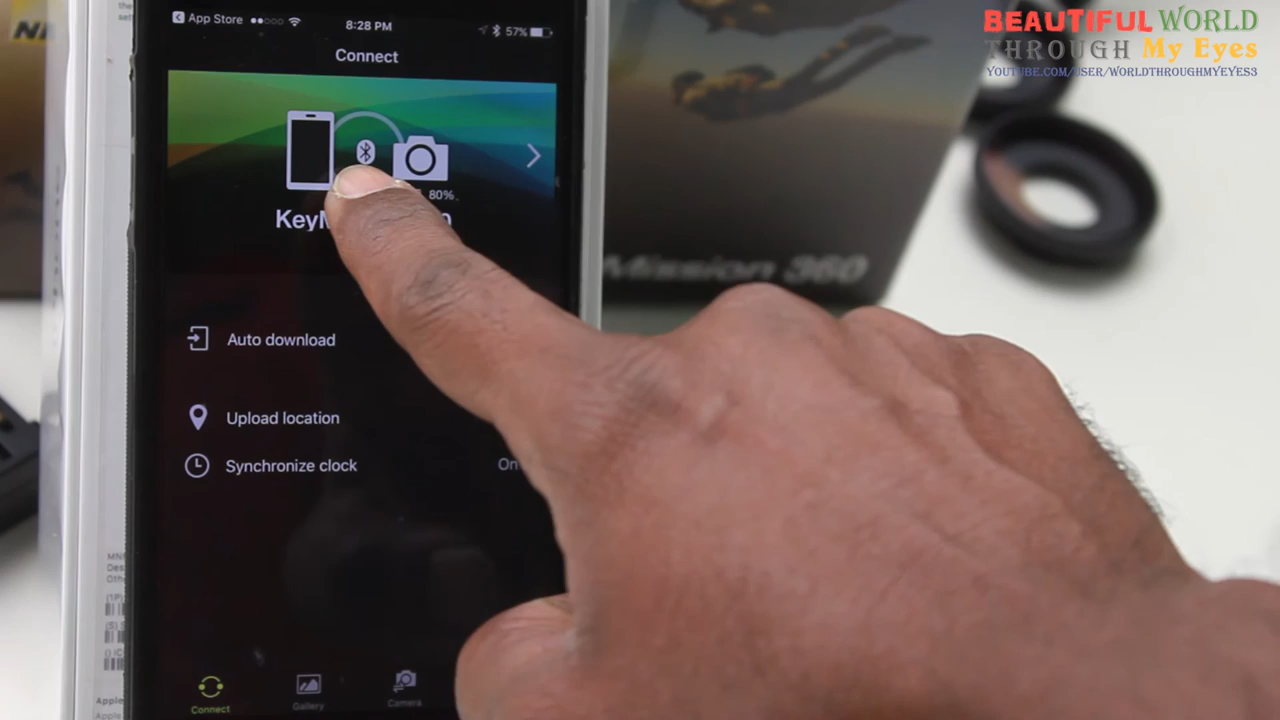 App Store
8:28 PM
57%
Connect
80%
Auto download
Upload location
Synchronize clock
On
Connect
Gallery
Camera
Mission 360
BEAUTIFUL WORLD
THROUGH My Eyes
YOUTUBE.COM/USER/WORLDTHROUGHMYEYES3